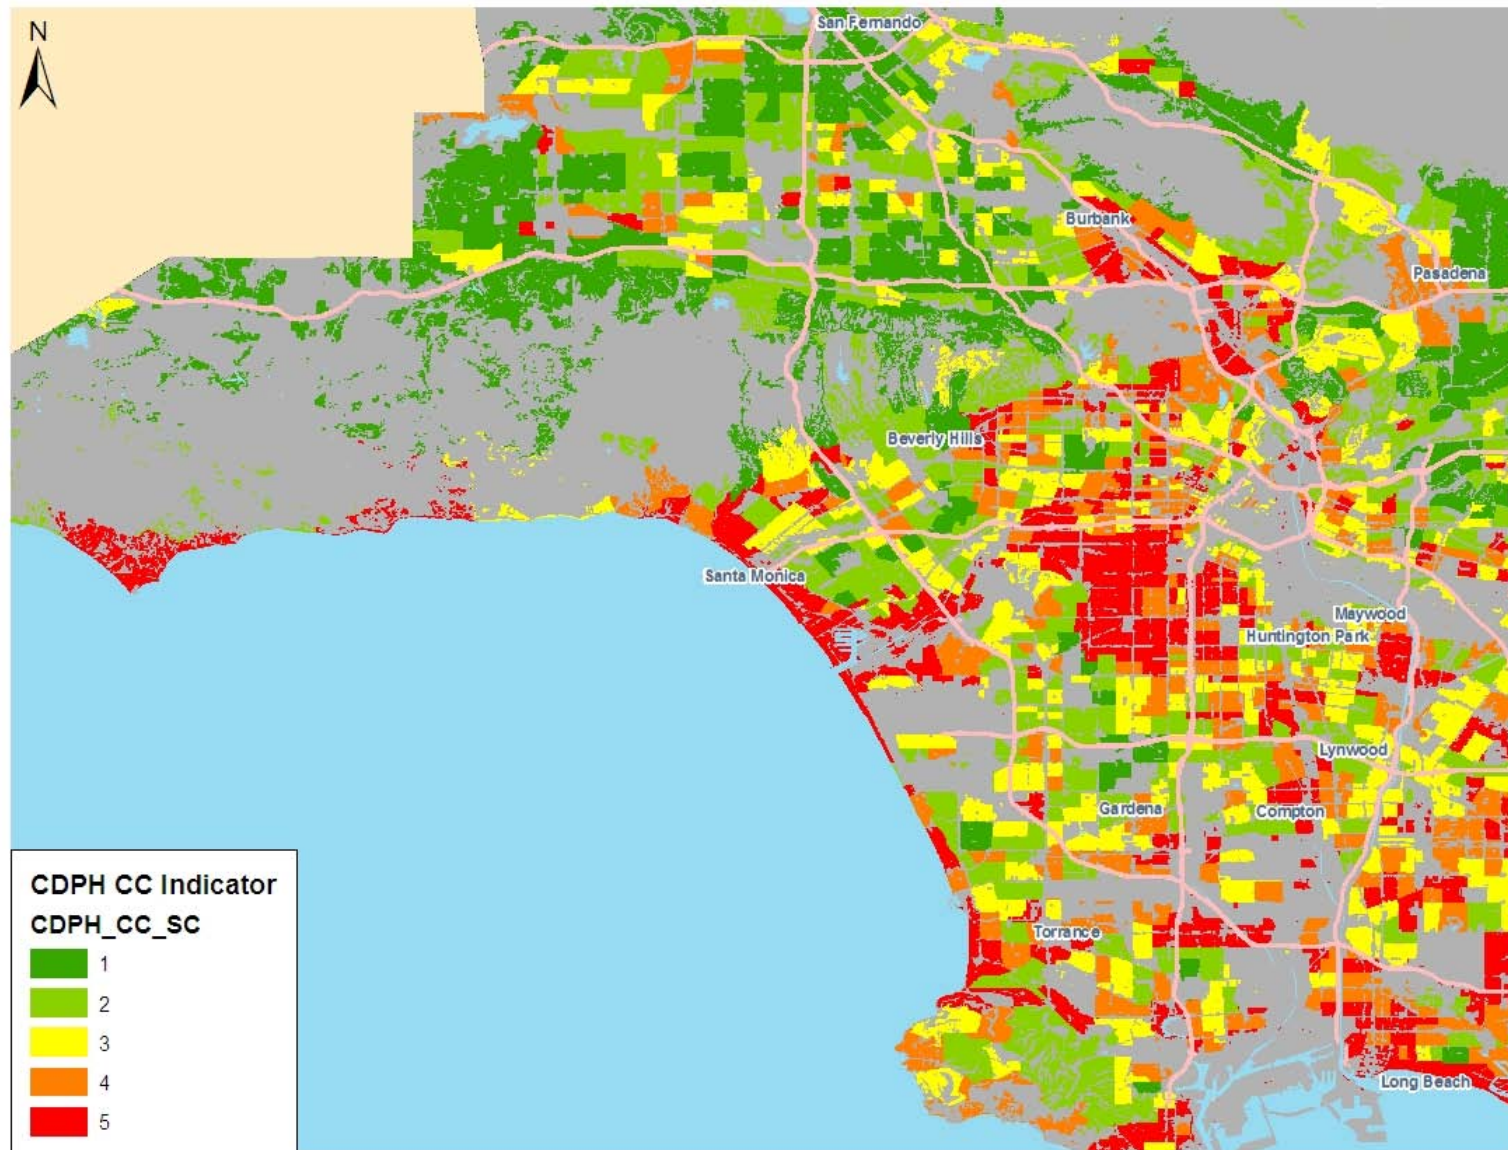 N
San Fernando
Burbank
Pasadena
Beverly Hills
Santa Monica
Maywood
Huntington Park
Lynwood
Gardena
Compton
Torrance
Long Beach
CDPH CC Indicator
CDPH_CC_SC
1
2
3
4
5